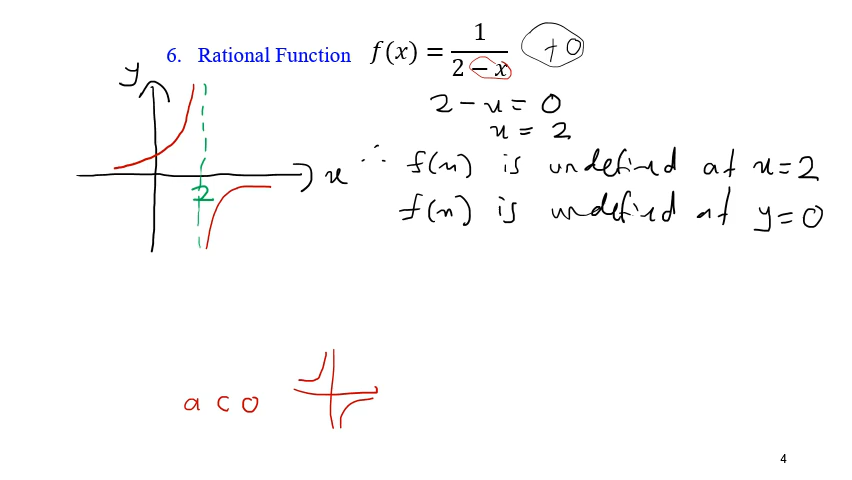 6. Rational Function f(x) = 1/(2 − x) + 0
y
2 - x = 0
x = 2
∴ f(x) is undefined at x = 2
x
2
f(x) is undefined at y = 0
a < 0
4